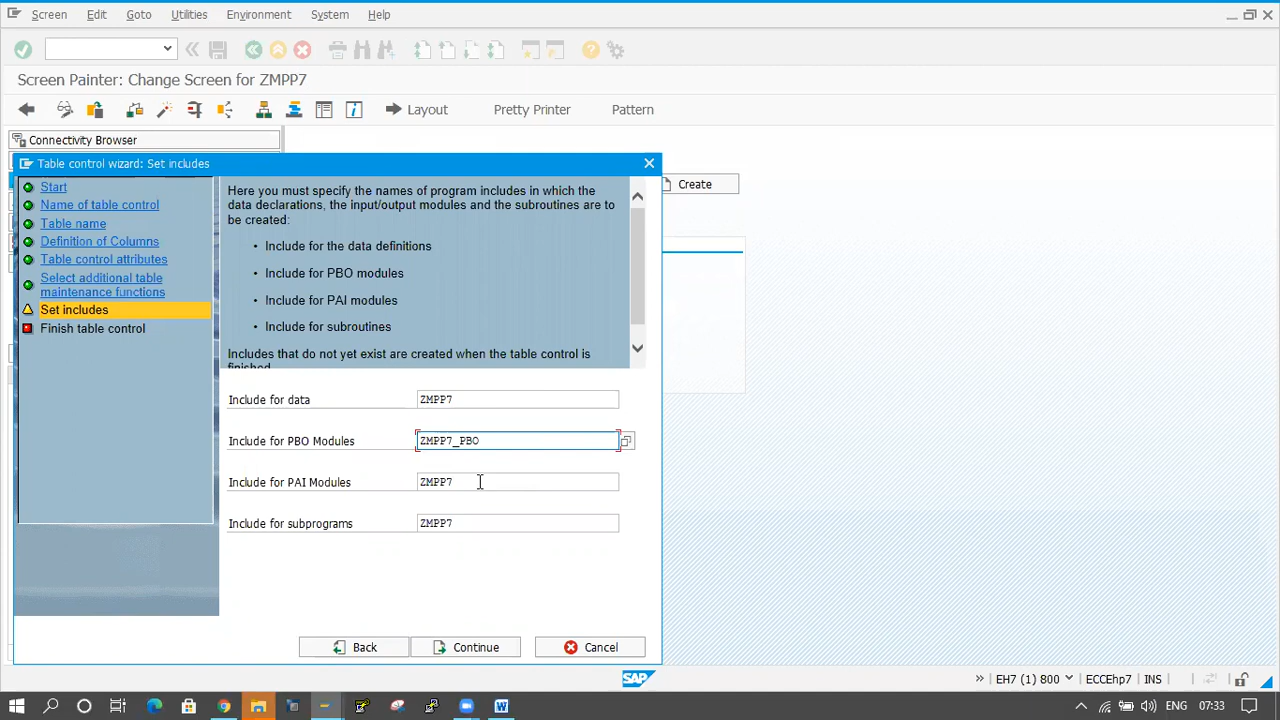 Screen Edit Goto Utilities Environment System Help
Screen Painter: Change Screen for ZMPP7
Layout Pretty Printer Pattern
Connectivity Browser
Table control wizard: Set includes
Create
Start
Name of table control
Table name
Definition of Columns
Table control attributes
Select additional table
maintenance functions
Set includes
Finish table control
Here you must specify the names of program includes in which the
data declarations, the input/output modules and the subroutines are to
be created:
• Include for the data definitions
• Include for PBO modules
• Include for PAI modules
• Include for subroutines
Includes that do not yet exist are created when the table control is
finished.
Include for data ZMPP7
Include for PBO Modules ZMPP7_PBO
Include for PAI Modules ZMPP7
Include for subprograms ZMPP7
Back Continue Cancel
SAP
» EH7 (1) 800 ECCEhp7 INS
ENG 07:33